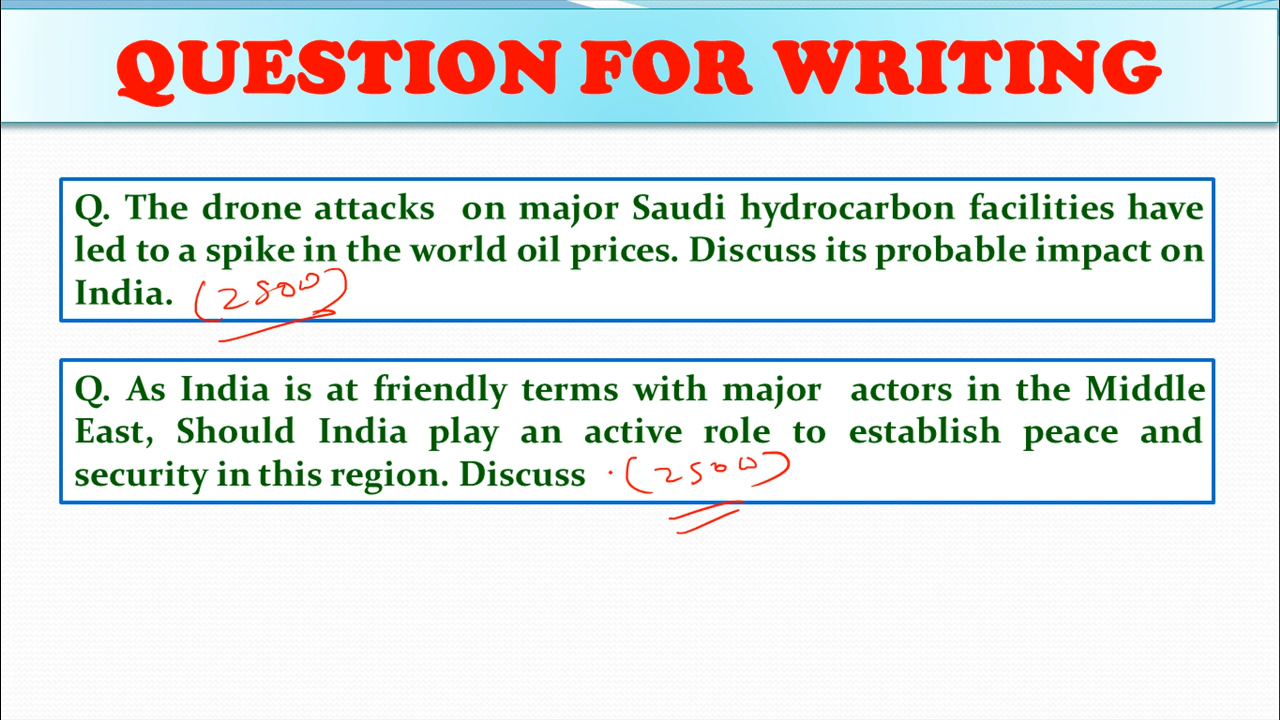 QUESTION FOR WRITING
Q. The drone attacks on major Saudi hydrocarbon facilities have
led to a spike in the world oil prices. Discuss its probable impact on
India. (2500)
Q. As India is at friendly terms with major actors in the Middle
East, Should India play an active role to establish peace and
security in this region. Discuss . (2500)